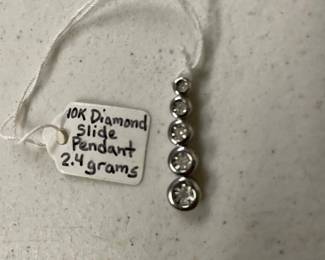 10K Diamond
Slide
Pendant
2.4 grams